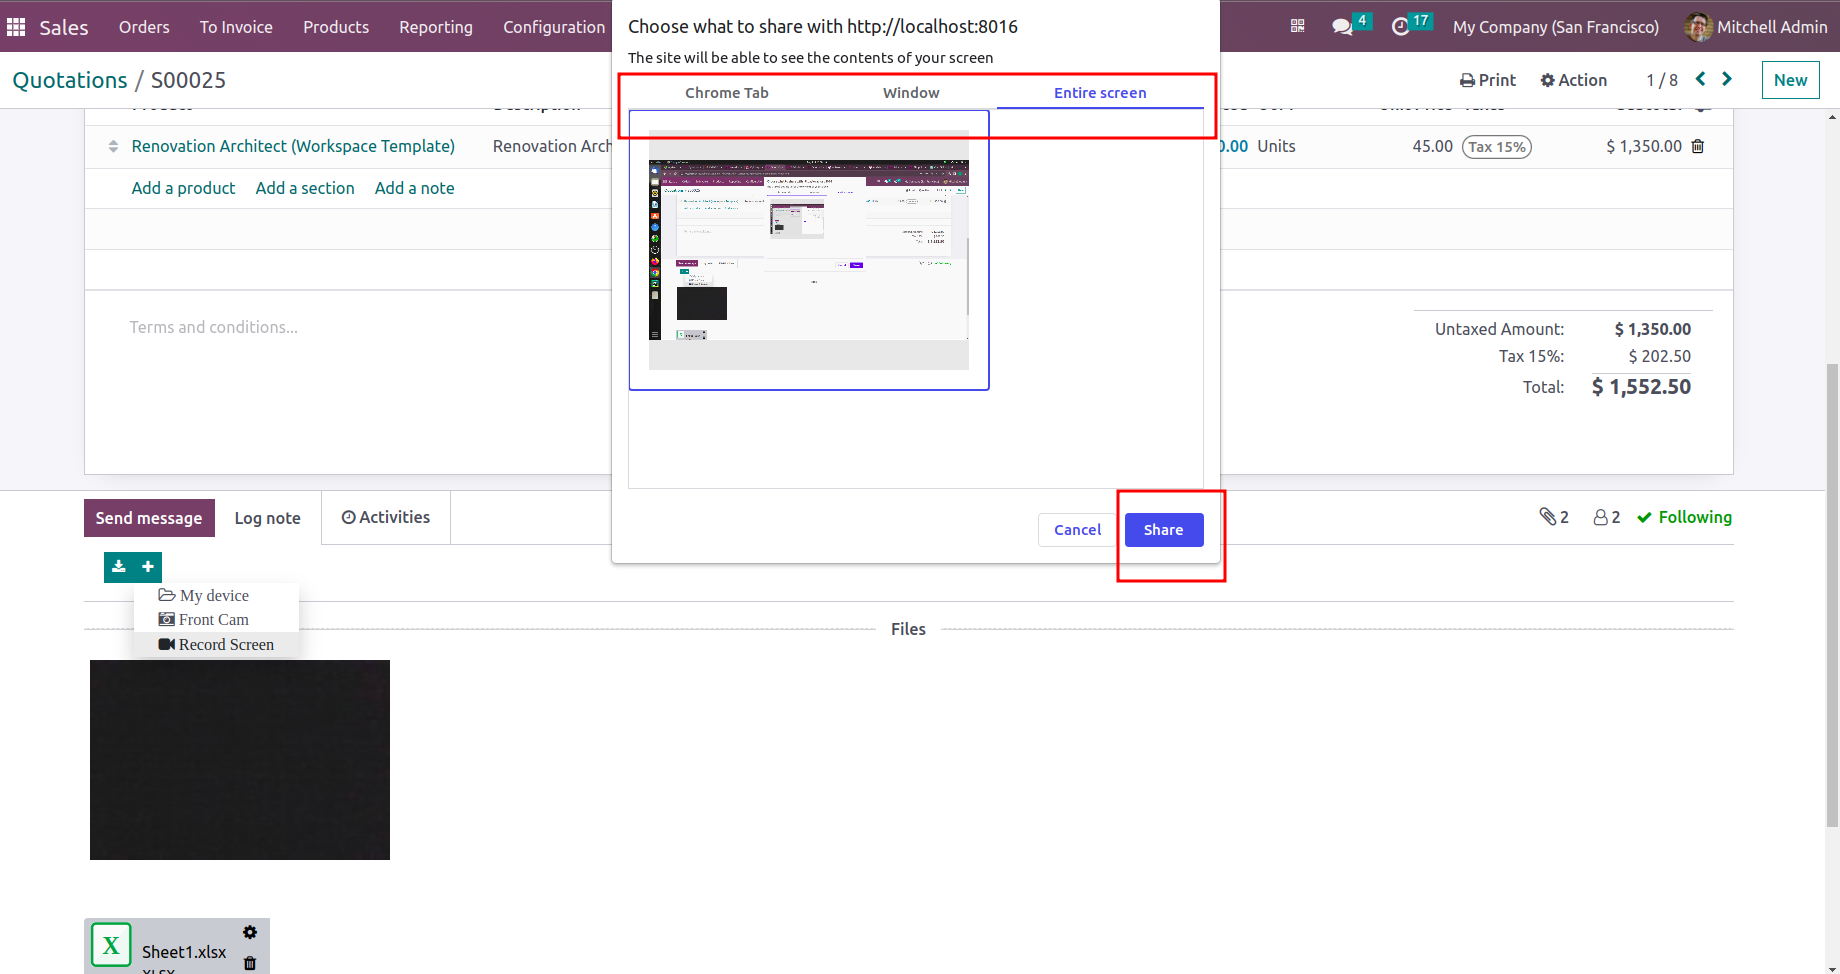 Sales Orders To Invoice Products Reporting Configuration
Choose what to share with http://localhost:8016
4 17 My Company (San Francisco) Mitchell Admin
The site will be able to see the contents of your screen
Quotations / S00025
Print Action 1 / 8 New
Chrome Tab Window Entire screen
Renovation Architect (Workspace Template) Renovation Arch
0.00 Units 45.00 Tax 15% $ 1,350.00
Add a product Add a section Add a note
Terms and conditions...
Untaxed Amount: $ 1,350.00
Tax 15%: $ 202.50
Total: $ 1,552.50
Send message Log note Activities
Cancel Share
2 2 Following
My device
Front Cam
Record Screen
Files
X Sheet1.xlsx